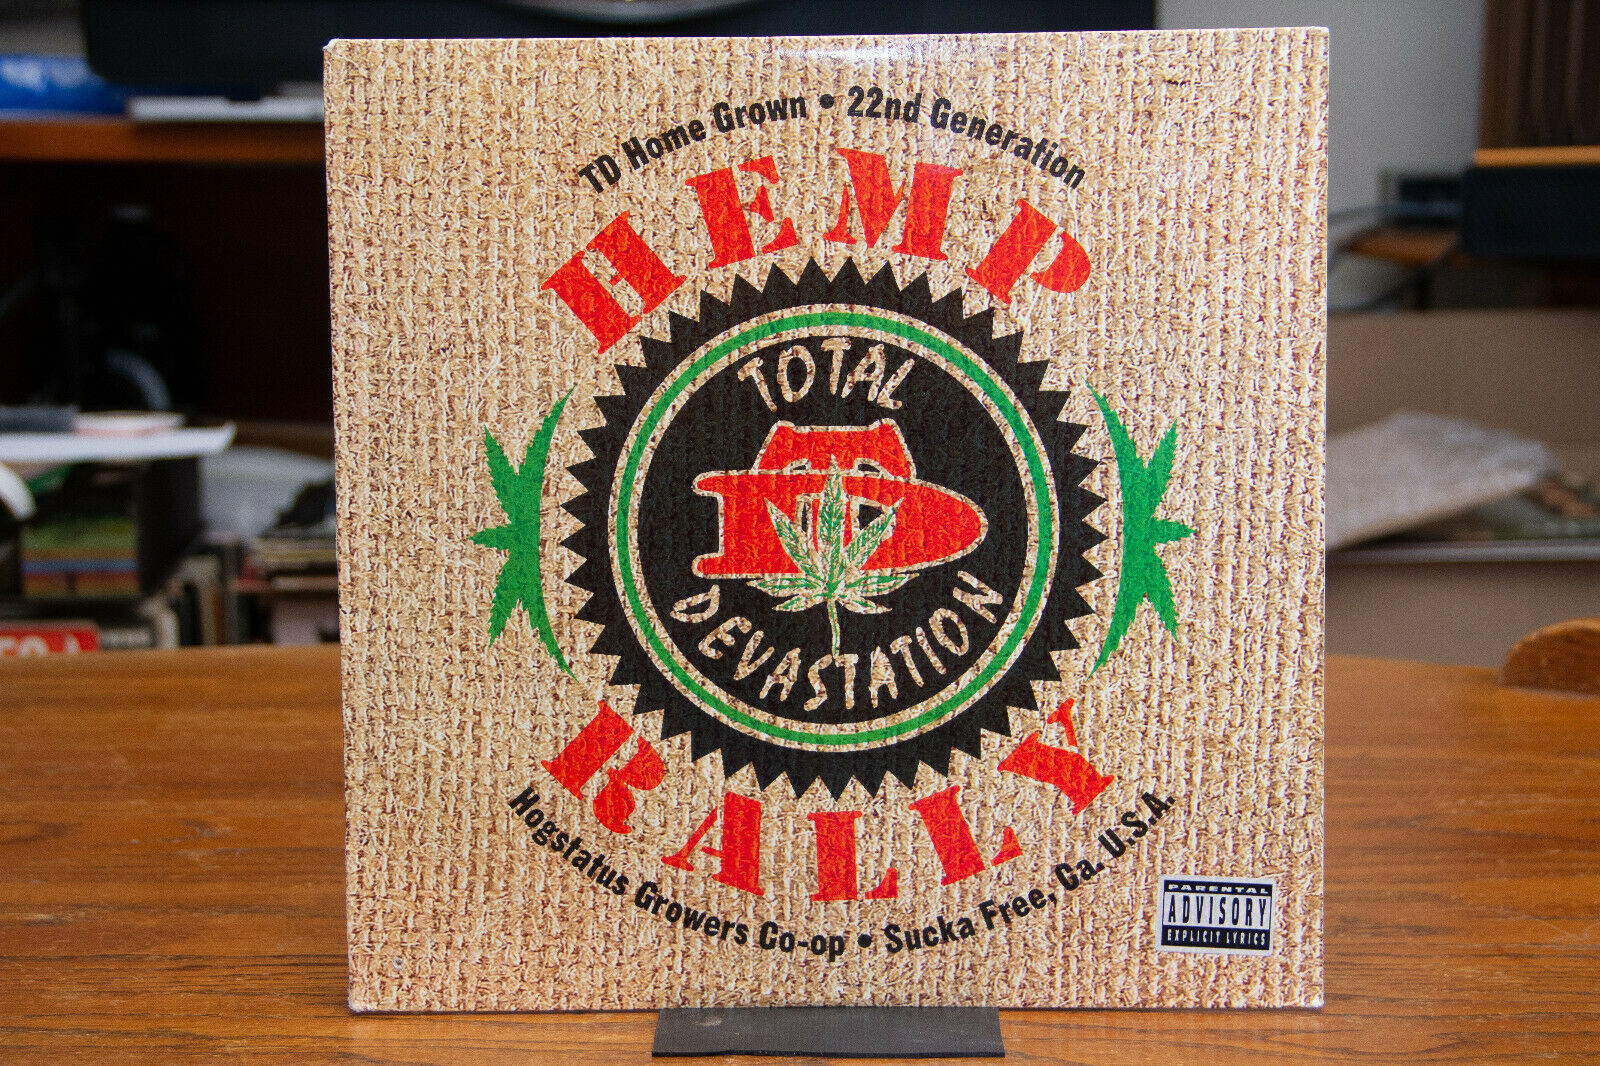 TD Home Grown • 22nd Generation
HEMP
TOTAL
TD
DEVASTATION
RALLY
Hogstatus Growers Co-op • Sucka Free, Ca. U.S.A.
PARENTAL
ADVISORY
EXPLICIT LYRICS